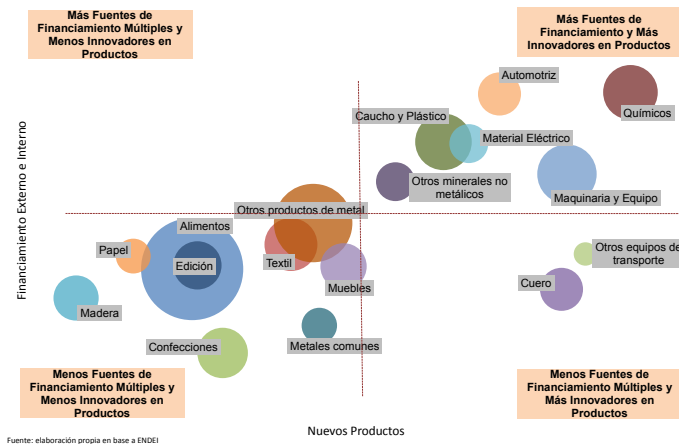 Más Fuentes de
Financiamiento Múltiples y
Menos Innovadores en
Productos
Más Fuentes de
Financiamiento y Más
Innovadores en Productos
Automotriz
Químicos
Caucho y Plástico
Material Eléctrico
Otros minerales no
metálicos
Maquinaria y Equipo
Otros productos de metal
Alimentos
Papel
Edición
Textil
Muebles
Otros equipos de
transporte
Cuero
Madera
Confecciones
Metales comunes
Financiamiento Externo e Interno
Menos Fuentes de
Financiamiento Múltiples y
Menos Innovadores en
Productos
Menos Fuentes de
Financiamiento Múltiples y
Más Innovadores en
Productos
Nuevos Productos
Fuente: elaboración propia en base a ENDEI